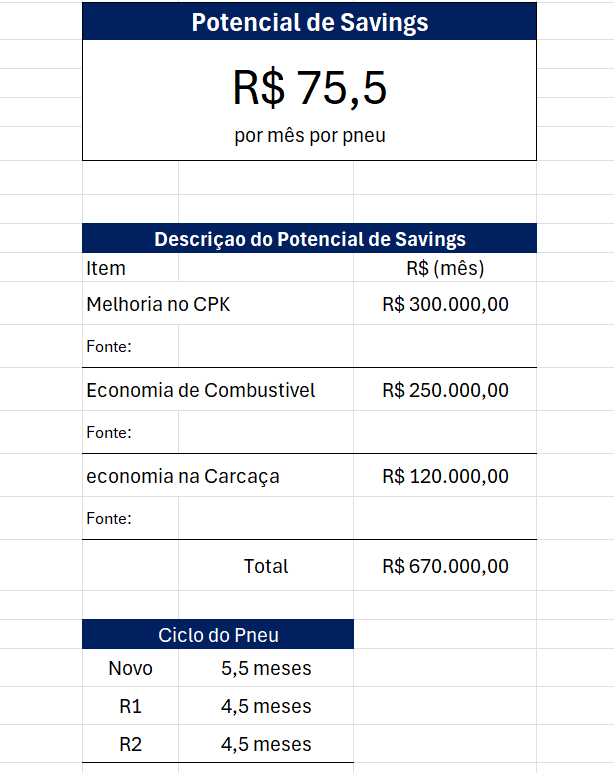 Potencial de Savings
R$ 75,5
por mês por pneu
Descriçao do Potencial de Savings
Item R$ (mês)
Melhoria no CPK R$ 300.000,00
Fonte:
Economia de Combustivel R$ 250.000,00
Fonte:
economia na Carcaça R$ 120.000,00
Fonte:
Total R$ 670.000,00
Ciclo do Pneu
Novo 5,5 meses
R1 4,5 meses
R2 4,5 meses